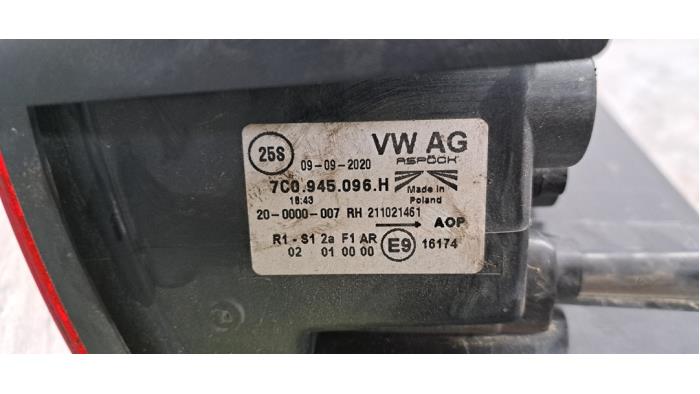 25S
09-09-2020
VW AG
ASPÖCK
7C0.945.096.H
Made in
Poland
16:43
20-0000-007 RH 211021461
AOP
R1 - S1 2a F1 AR
E9
16174
02 01 00 00